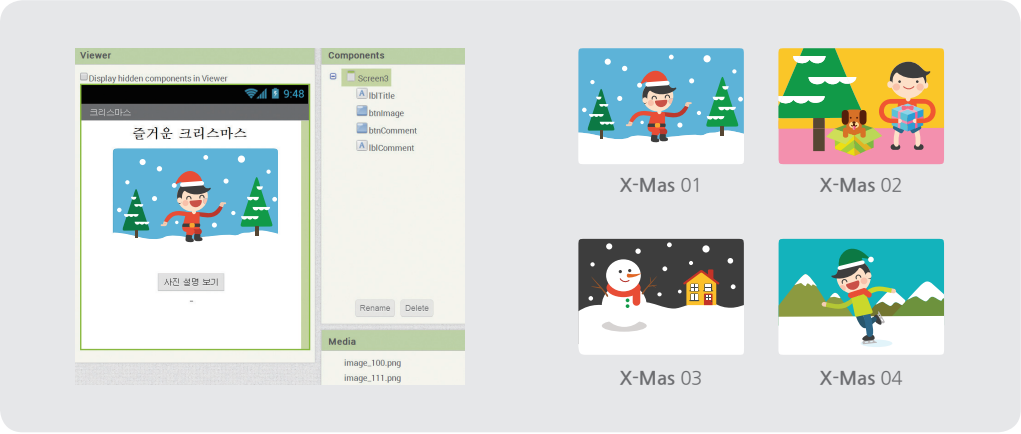 Viewer
Display hidden components in Viewer
9:48
크리스마스
즐거운 크리스마스
사진 설명 보기
-
Components
Screen3
lblTitle
btnImage
btnComment
lblComment
Rename
Delete
Media
image_100.png
image_111.png
X-Mas 01
X-Mas 02
X-Mas 03
X-Mas 04